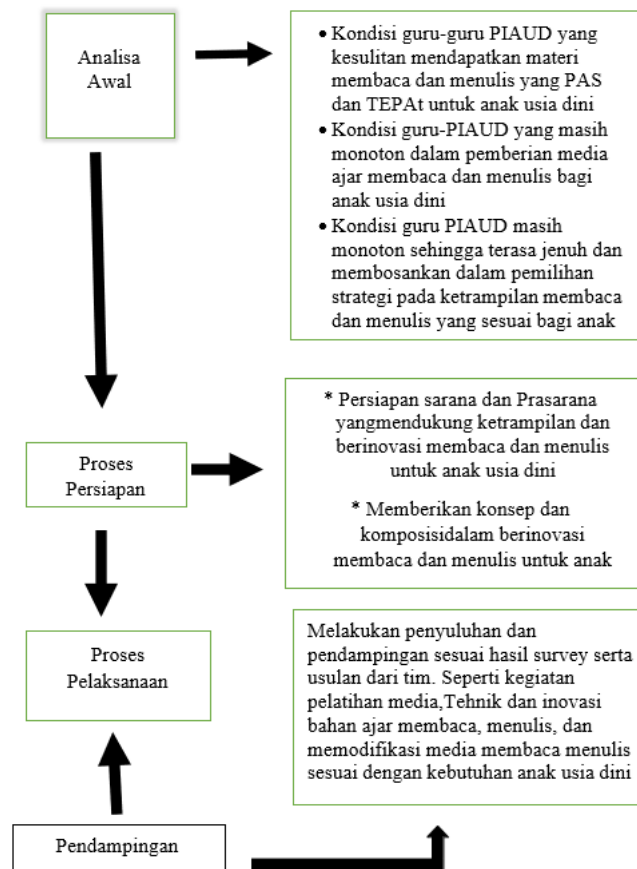 Analisa
Awal
• Kondisi guru-guru PIAUD yang
kesulitan mendapatkan materi
membaca dan menulis yang PAS
dan TEPAt untuk anak usia dini
• Kondisi guru-PIAUD yang masih
monoton dalam pemberian media
ajar membaca dan menulis bagi
anak usia dini
• Kondisi guru PIAUD masih
monoton sehingga terasa jenuh dan
membosankan dalam pemilihan
strategi pada ketrampilan membaca
dan menulis yang sesuai bagi anak
Proses
Persiapan
* Persiapan sarana dan Prasarana
yangmendukung ketrampilan dan
berinovasi membaca dan menulis
untuk anak usia dini
* Memberikan konsep dan
komposisidalam berinovasi
membaca dan menulis untuk anak
Proses
Pelaksanaan
Melakukan penyuluhan dan
pendampingan sesuai hasil survey serta
usulan dari tim. Seperti kegiatan
pelatihan media,Tehnik dan inovasi
bahan ajar membaca, menulis, dan
memodifikasi media membaca menulis
sesuai dengan kebutuhan anak usia dini
Pendampingan